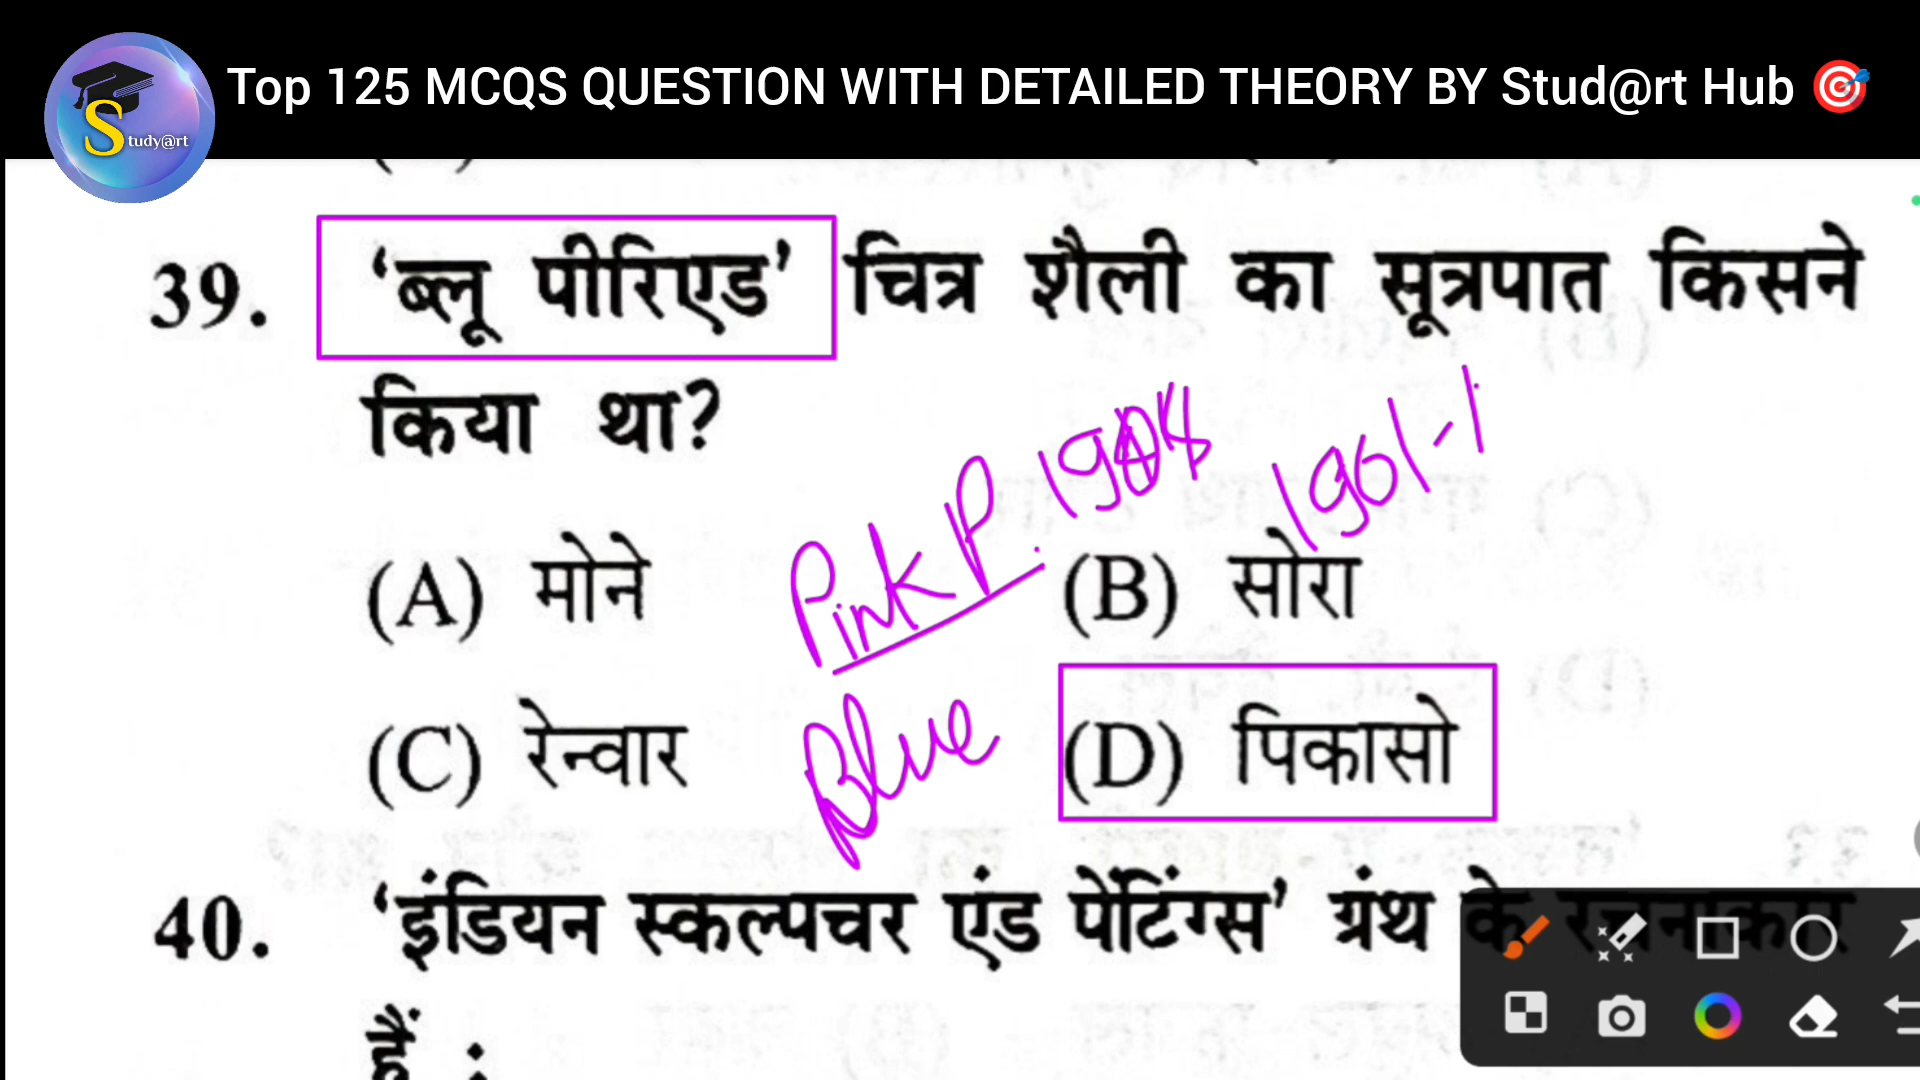 Top 125 MCQS QUESTION WITH DETAILED THEORY BY Stud@rt Hub 🎯
Study@rt
39. ‘ब्लू पीरिएड’ चित्र शैली का सूत्रपात किसने
किया था?
Pink P. 1901-1
(A) मोने (B) सोरा
Blue
(C) रेन्वार (D) पिकासो
40. ‘इंडियन स्कल्पचर एंड पेंटिंग्स’ ग्रंथ के रचनाकार
हैं :